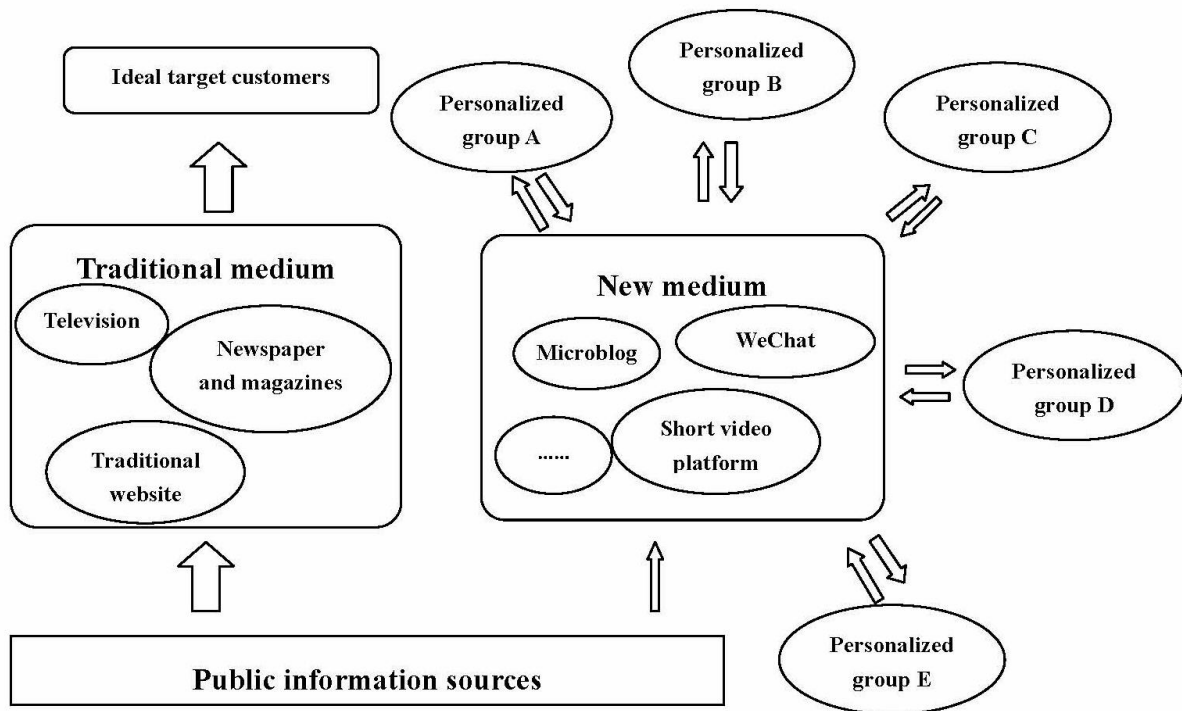 Ideal target customers
Personalized
group A
Personalized
group B
Personalized
group C
Traditional medium
Television
Newspaper
and magazines
Traditional
website
New medium
Microblog
WeChat
......
Short video
platform
Personalized
group D
Personalized
group E
Public information sources